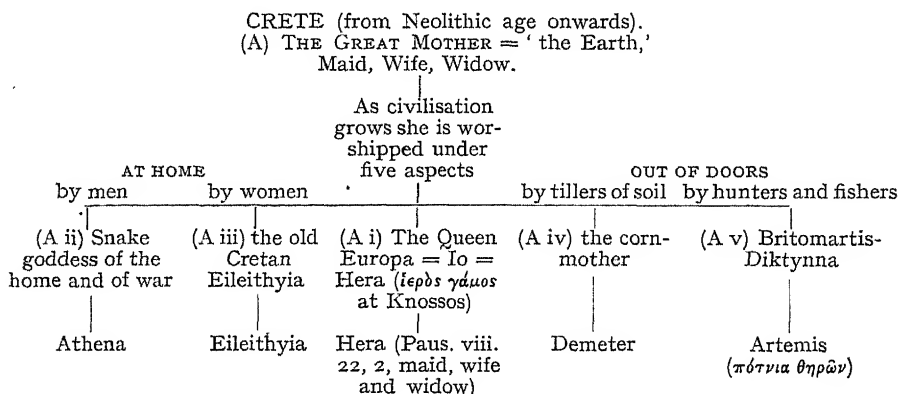 CRETE (from Neolithic age onwards).
(A) THE GREAT MOTHER = ‘ the Earth,’
Maid, Wife, Widow.
As civilisation
grows she is wor-
shipped under
five aspects
AT HOME
by men by women
OUT OF DOORS
by tillers of soil by hunters and fishers
(A ii) Snake
goddess of the
home and of war
Athena
(A iii) the old
Cretan
Eileithyia
Eileithyia
(A i) The Queen
Europa = Io =
Hera (ἱερὸς γάμος
at Knossos)
Hera (Paus. viii.
22, 2, maid, wife
and widow)
(A iv) the corn-
mother
Demeter
(A v) Britomartis-
Diktynna
Artemis
(πότνια θηρῶν)